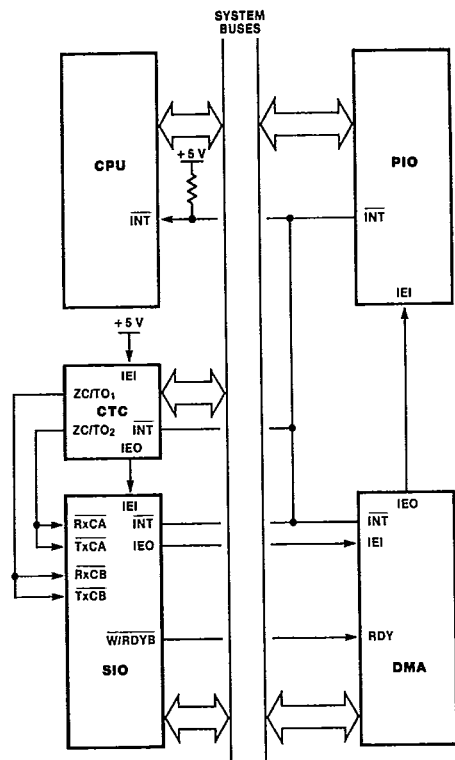 SYSTEM
BUSES
CPU
+5 V
INT
PIO
INT
IEI
+5 V
IEI
ZC/TO₁
CTC
ZC/TO₂
INT
IEO
IEI
RxCA
INT
TxCA
IEO
RxCB
TxCB
W/RDYB
SIO
IEO
INT
IEI
RDY
DMA